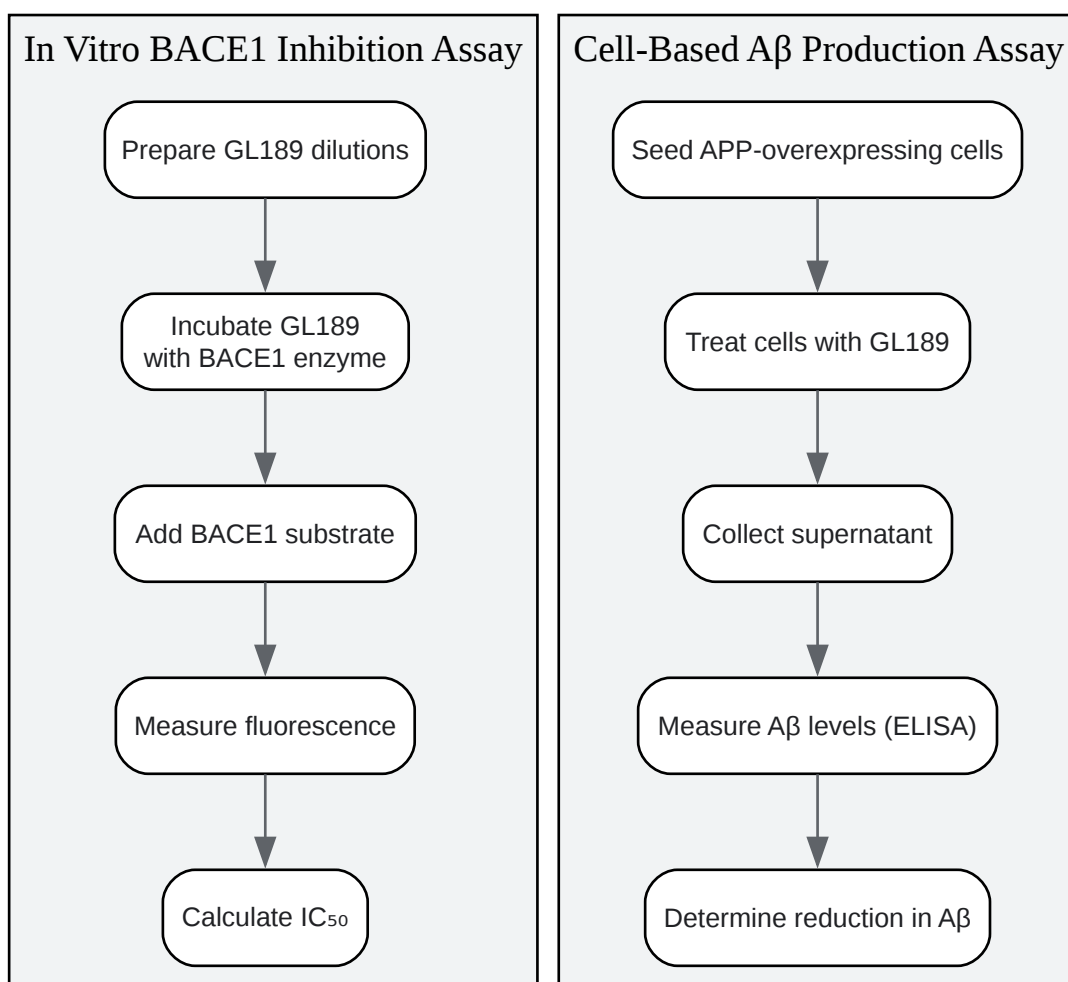 In Vitro BACE1 Inhibition Assay
Prepare GL189 dilutions
Incubate GL189
with BACE1 enzyme
Add BACE1 substrate
Measure fluorescence
Calculate IC₅₀
Cell-Based Aβ Production Assay
Seed APP-overexpressing cells
Treat cells with GL189
Collect supernatant
Measure Aβ levels (ELISA)
Determine reduction in Aβ